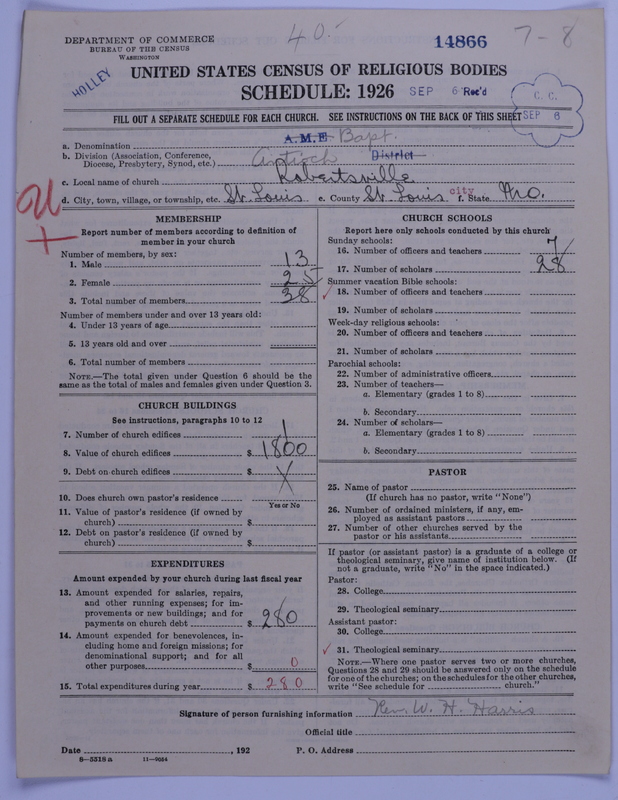 DEPARTMENT OF COMMERCE
BUREAU OF THE CENSUS
WASHINGTON
40.-
14866
7-8
HOLLEY
UNITED STATES CENSUS OF RELIGIOUS BODIES
SCHEDULE: 1926
SEP 6 Rec'd
C. C.
SEP 6
FILL OUT A SEPARATE SCHEDULE FOR EACH CHURCH. SEE INSTRUCTIONS ON THE BACK OF THIS SHEET
a. Denomination A.M.E. Bapt.
b. Division (Association, Conference, Diocese, Presbytery, Synod, etc.) Antioch District
c. Local name of church Robertsville
d. City, town, village, or township, etc. St. Louis e. County St. Louis city f. State Mo.
MEMBERSHIP
Report number of members according to definition of
member in your church
Number of members, by sex:
1. Male 13
2. Female 25
3. Total number of members 38
Number of members under and over 13 years old:
4. Under 13 years of age
5. 13 years old and over
6. Total number of members
NOTE.—The total given under Question 6 should be the
same as the total of males and females given under Question 3.
CHURCH BUILDINGS
See instructions, paragraphs 10 to 12
7. Number of church edifices 1
8. Value of church edifices $ 1800
9. Debt on church edifices $ X
10. Does church own pastor's residence
Yes or No
11. Value of pastor's residence (if owned by
church) $
12. Debt on pastor's residence (if owned by
church) $
EXPENDITURES
Amount expended by your church during last fiscal year
13. Amount expended for salaries, repairs,
and other running expenses; for im-
provements or new buildings; and for
payments on church debt $ 280
14. Amount expended for benevolences, in-
cluding home and foreign missions; for
denominational support; and for all
other purposes $ 0
15. Total expenditures during year $ 280
CHURCH SCHOOLS
Report here only schools conducted by this church
Sunday schools:
16. Number of officers and teachers 7
17. Number of scholars 28
Summer vacation Bible schools:
18. Number of officers and teachers
19. Number of scholars
Week-day religious schools:
20. Number of officers and teachers
21. Number of scholars
Parochial schools:
22. Number of administrative officers
23. Number of teachers—
a. Elementary (grades 1 to 8)
b. Secondary
24. Number of scholars—
a. Elementary (grades 1 to 8)
b. Secondary
PASTOR
25. Name of pastor
(If church has no pastor, write "None")
26. Number of ordained ministers, if any, em-
ployed as assistant pastors
27. Number of other churches served by the
pastor or his assistants
If pastor (or assistant pastor) is a graduate of a college or
theological seminary, give name of institution below. (If
not a graduate, write "No" in the space indicated.)
Pastor:
28. College
29. Theological seminary
Assistant pastor:
30. College
31. Theological seminary
NOTE.—Where one pastor serves two or more churches,
Questions 28 and 29 should be answered only on the schedule
for one of the churches; on the schedules for the other churches,
write "See schedule for church."
Signature of person furnishing information Rev. W. H. Harris
Official title
Date , 192
P. O. Address
8—5318 a
11—9034